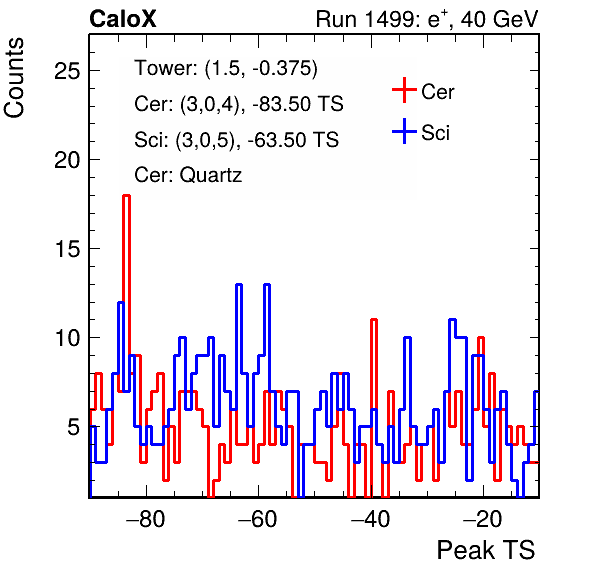 CaloX Run 1499: e⁺, 40 GeV
Counts
Tower: (1.5, -0.375)
Cer: (3,0,4), -83.50 TS
Sci: (3,0,5), -63.50 TS
Cer: Quartz
Cer
Sci
25
20
15
10
5
−80 −60 −40 −20
Peak TS